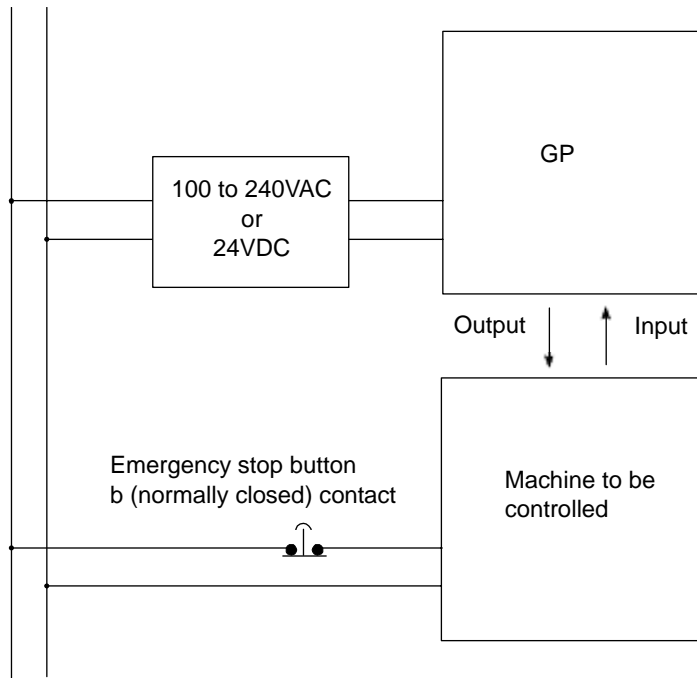 GP
100 to 240VAC
or
24VDC
Output
Input
Emergency stop button
b (normally closed) contact
Machine to be
controlled